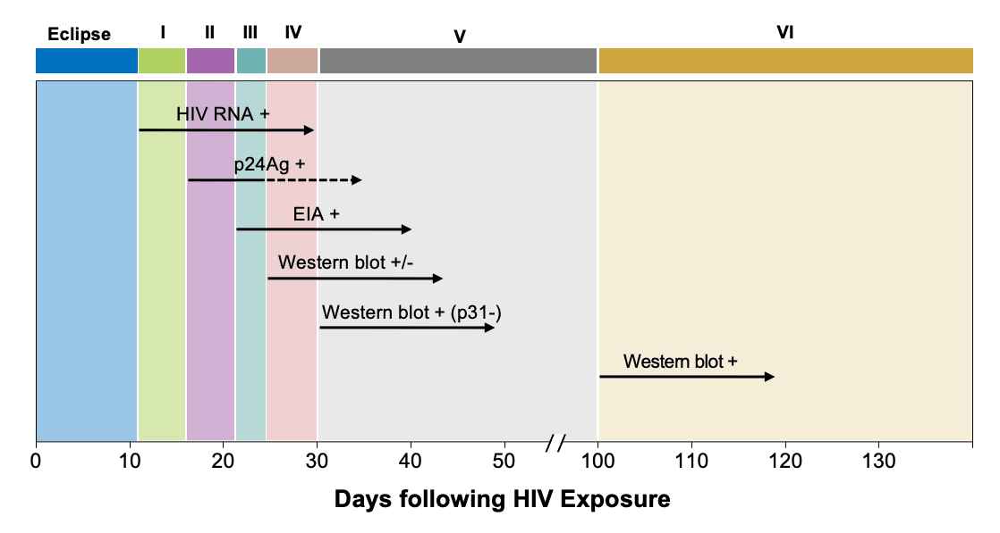 Eclipse I II III IV V VI
HIV RNA +
p24Ag +
EIA +
Western blot +/-
Western blot + (p31-)
Western blot +
0 10 20 30 40 50 // 100 110 120 130
Days following HIV Exposure